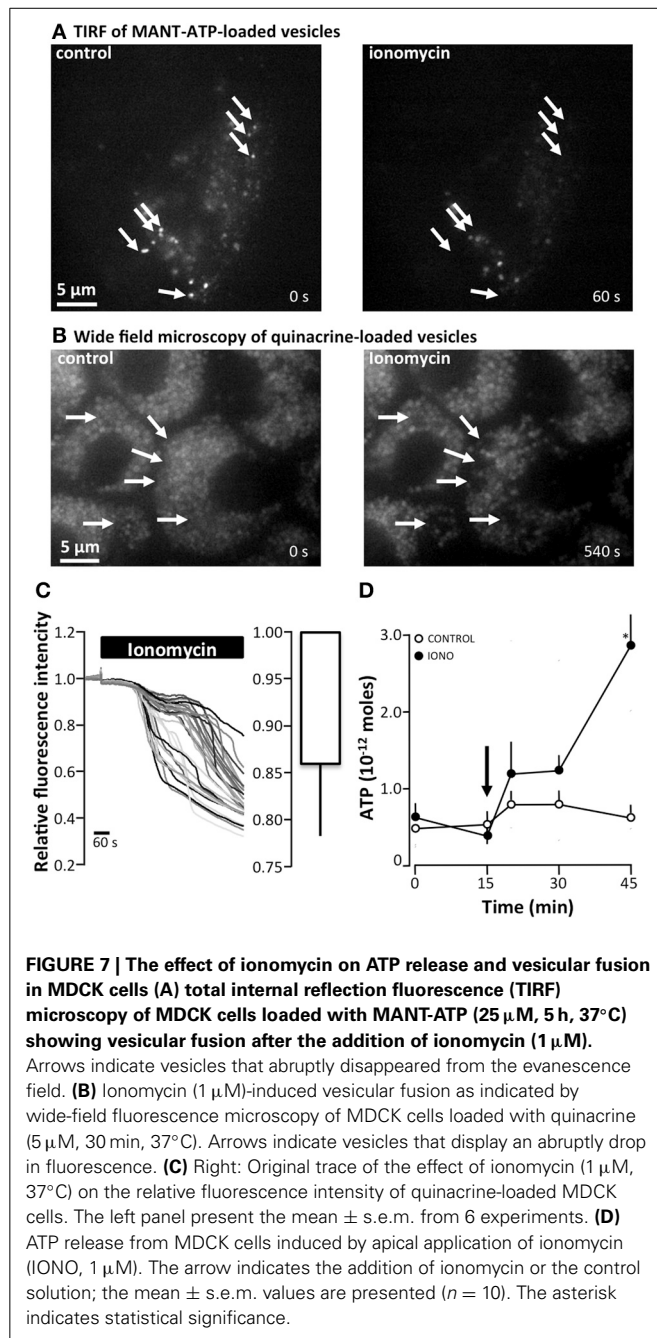 A TIRF of MANT-ATP-loaded vesicles
control
ionomycin
5 µm
0 s
60 s
B Wide field microscopy of quinacrine-loaded vesicles
control
Ionomycin
5 µm
0 s
540 s
C
D
Relative fluorescence intensity
1.2
1.0
0.8
0.6
0.4
0.2
Ionomycin
60 s
1.00
0.95
0.90
0.85
0.80
0.75
ATP (10⁻¹² moles)
3.0
1.0
0
CONTROL
IONO
*
0
15
30
45
Time (min)
FIGURE 7 | The effect of ionomycin on ATP release and vesicular fusion
in MDCK cells (A) total internal reflection fluorescence (TIRF)
microscopy of MDCK cells loaded with MANT-ATP (25 µM, 5 h, 37°C)
showing vesicular fusion after the addition of ionomycin (1 µM).
Arrows indicate vesicles that abruptly disappeared from the evanescence
field. (B) Ionomycin (1 µM)-induced vesicular fusion as indicated by
wide-field fluorescence microscopy of MDCK cells loaded with quinacrine
(5 µM, 30 min, 37°C). Arrows indicate vesicles that display an abruptly drop
in fluorescence. (C) Right: Original trace of the effect of ionomycin (1 µM,
37°C) on the relative fluorescence intensity of quinacrine-loaded MDCK
cells. The left panel present the mean ± s.e.m. from 6 experiments. (D)
ATP release from MDCK cells induced by apical application of ionomycin
(IONO, 1 µM). The arrow indicates the addition of ionomycin or the control
solution; the mean ± s.e.m. values are presented (n = 10). The asterisk
indicates statistical significance.